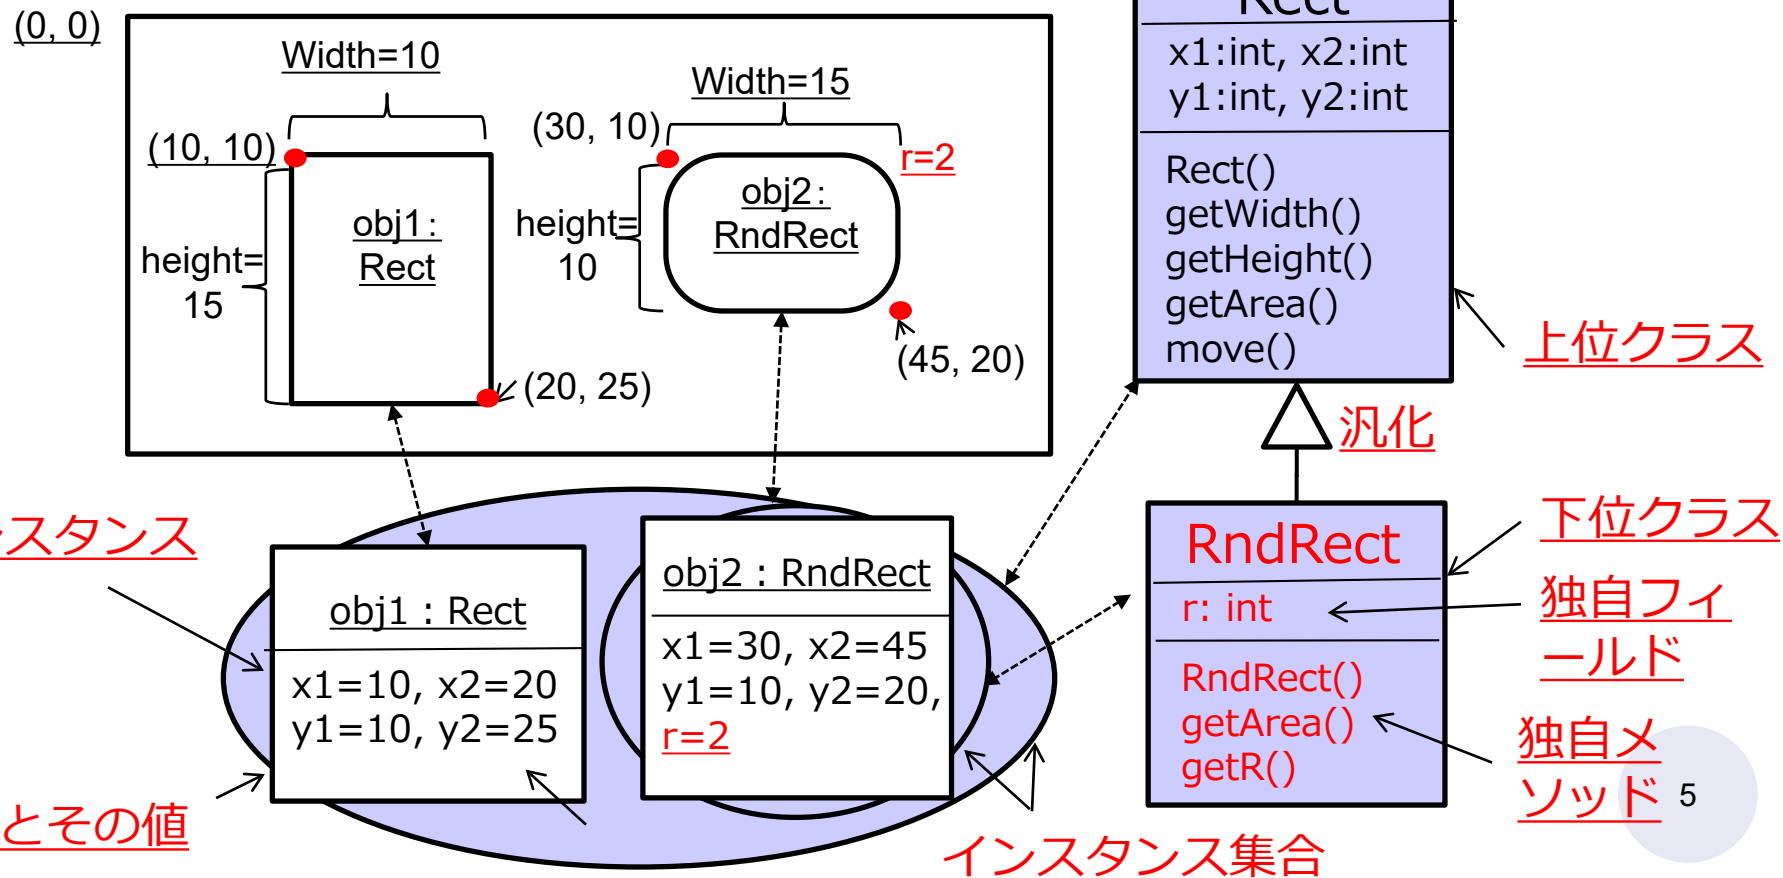 (0, 0)
Width=10
Width=15
(10, 10)
(30, 10)
r=2
obj1:
Rect
obj2:
RndRect
height=
15
height=
10
(20, 25)
(45, 20)
Rect
x1:int, x2:int
y1:int, y2:int
Rect()
getWidth()
getHeight()
getArea()
move()
上位クラス
汎化
スタンス
obj1 : Rect
x1=10, x2=20
y1=10, y2=25
obj2 : RndRect
x1=30, x2=45
y1=10, y2=20,
r=2
RndRect
r: int
RndRect()
getArea()
getR()
下位クラス
独自フィ
ールド
独自メ
ソッド
とその値
インスタンス集合
5